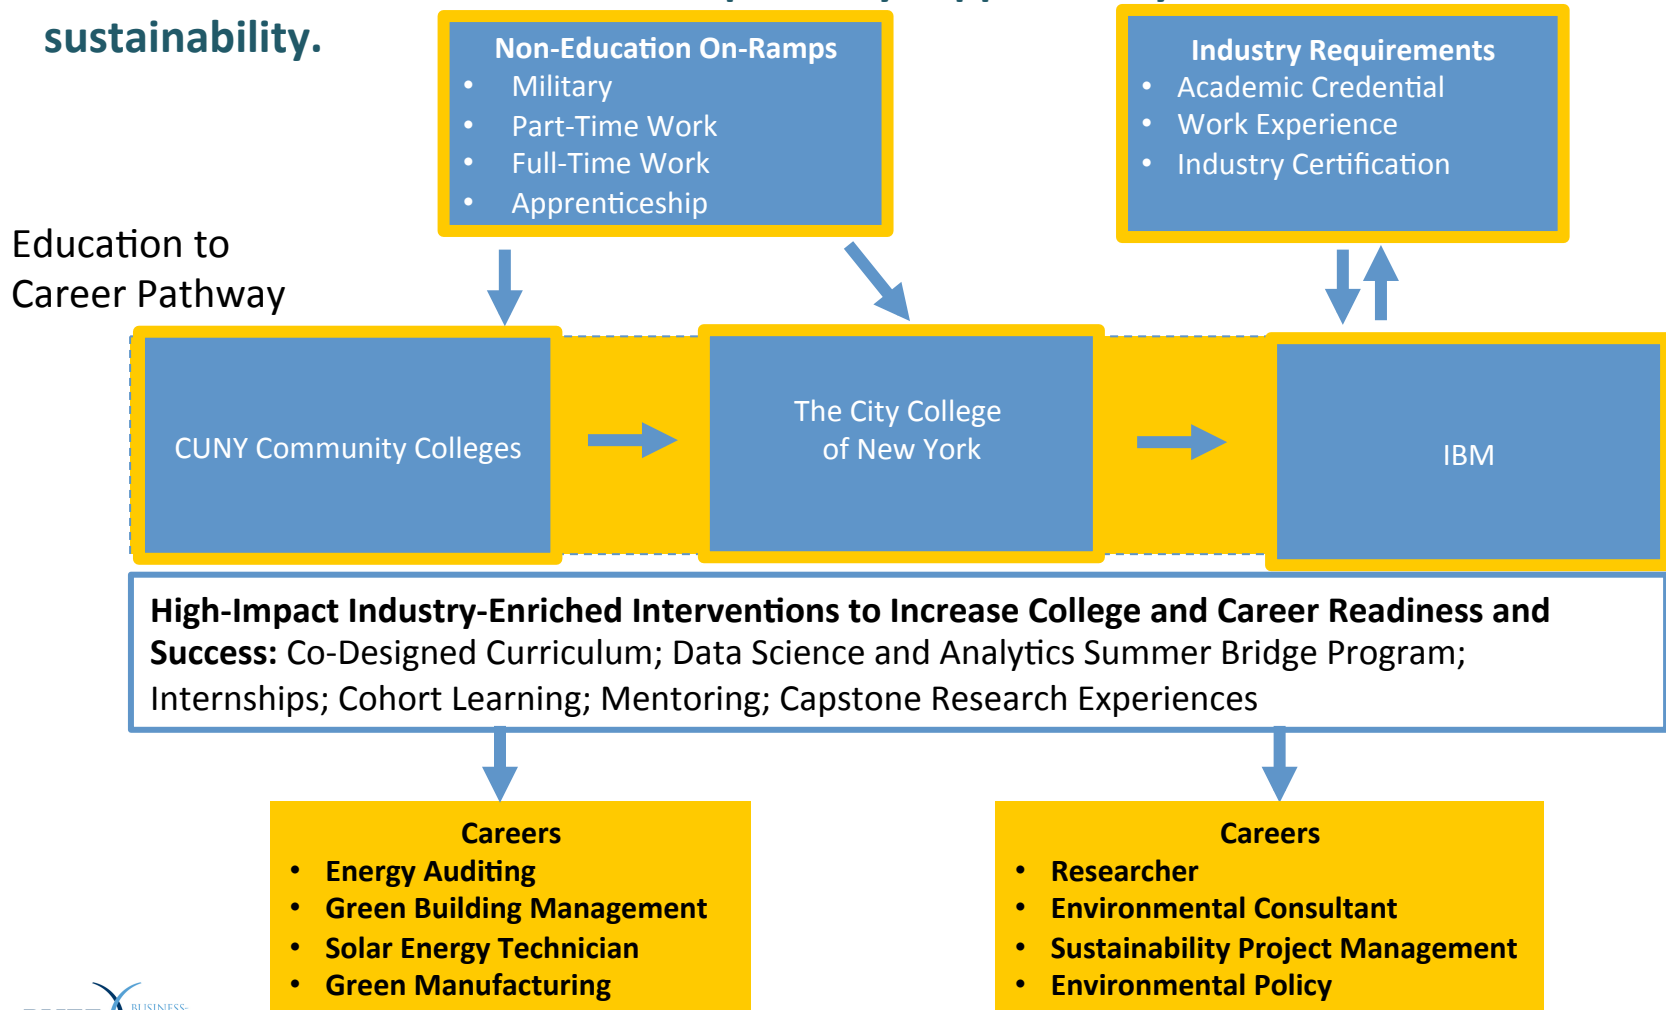 sustainability.
Non-Education On-Ramps
• Military
• Part-Time Work
• Full-Time Work
• Apprenticeship
Industry Requirements
• Academic Credential
• Work Experience
• Industry Certification
Education to
Career Pathway
CUNY Community Colleges
The City College
of New York
IBM
High-Impact Industry-Enriched Interventions to Increase College and Career Readiness and
Success: Co-Designed Curriculum; Data Science and Analytics Summer Bridge Program;
Internships; Cohort Learning; Mentoring; Capstone Research Experiences
Careers
• Energy Auditing
• Green Building Management
• Solar Energy Technician
• Green Manufacturing
Careers
• Researcher
• Environmental Consultant
• Sustainability Project Management
• Environmental Policy
BUSINESS-